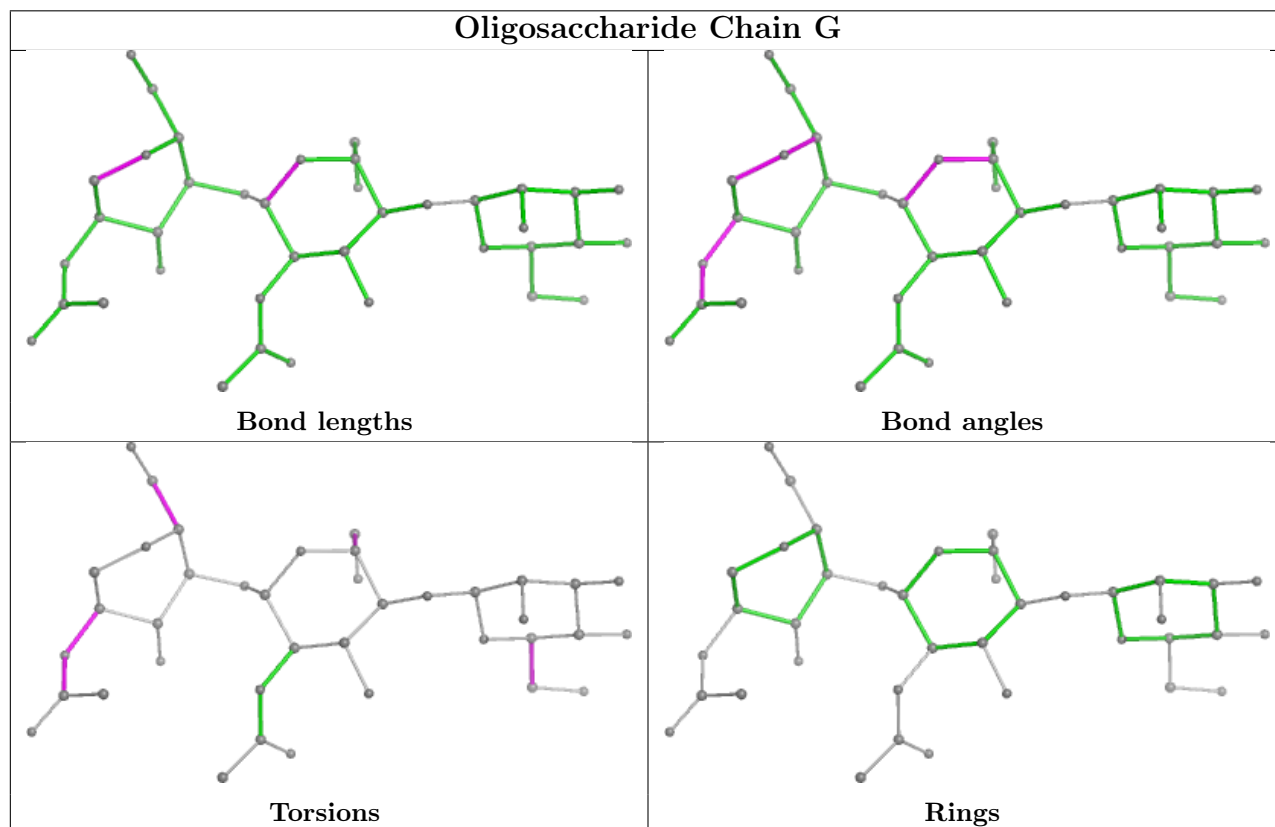 Oligosaccharide Chain G
Bond lengths
Bond angles
Torsions
Rings